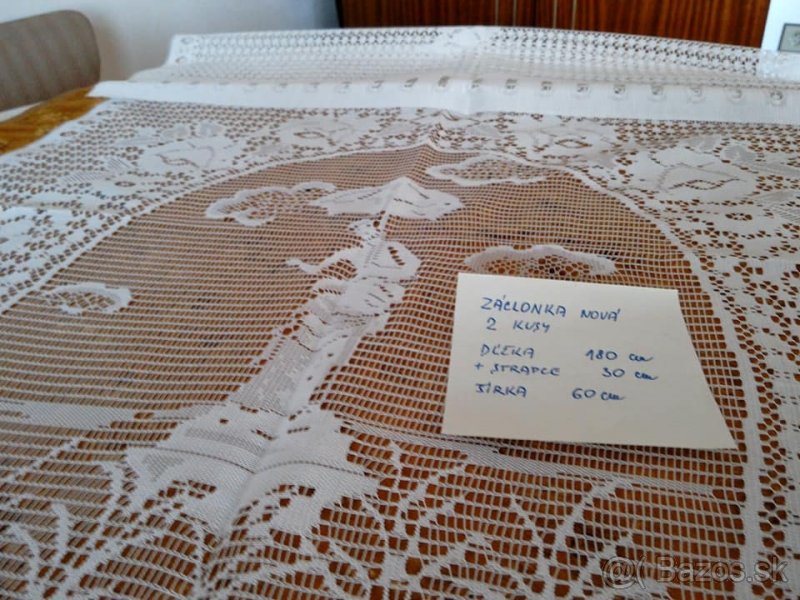 ZÁCLONKA NOVÁ
2 KUSY
DĹŽKA 180 cm
+ STRAPCE 30 cm
ŠÍRKA 60 cm
@( Bazos.sk